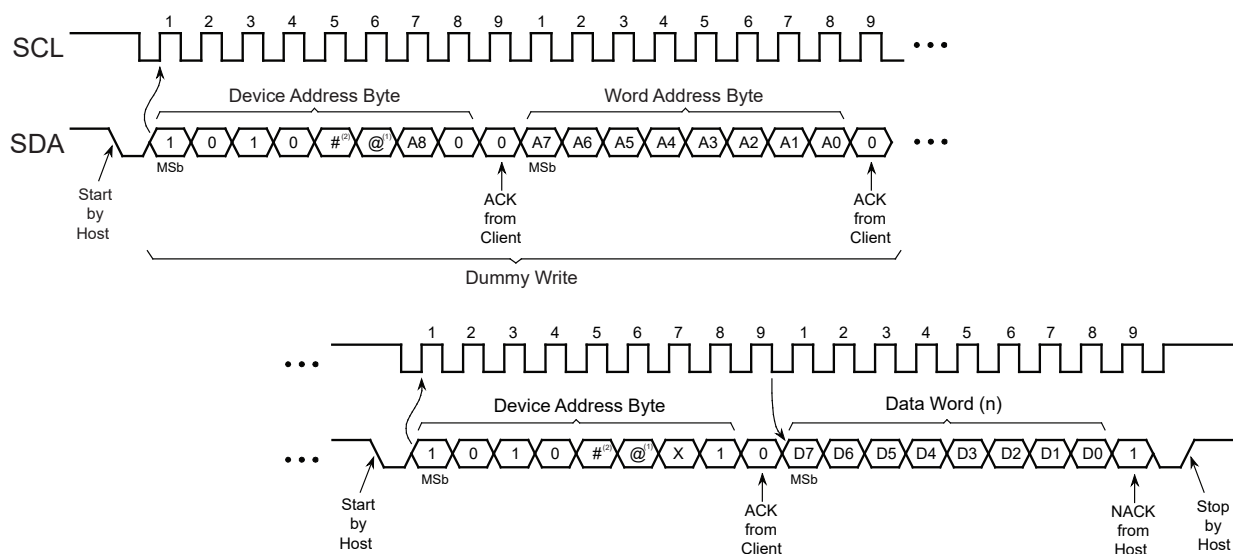 1 2 3 4 5 6 7 8 9 1 2 3 4 5 6 7 8 9
SCL
Device Address Byte Word Address Byte
SDA 1 0 1 0 #(2) @(1) A8 0 0 A7 A6 A5 A4 A3 A2 A1 A0 0
MSb MSb
Start
by
Host
ACK
from
Client
ACK
from
Client
Dummy Write
1 2 3 4 5 6 7 8 9 1 2 3 4 5 6 7 8 9
Device Address Byte Data Word (n)
1 0 1 0 #(2) @(1) X 1 0 D7 D6 D5 D4 D3 D2 D1 D0 1
MSb MSb
Start
by
Host
ACK
from
Client
NACK
from
Host
Stop
by
Host